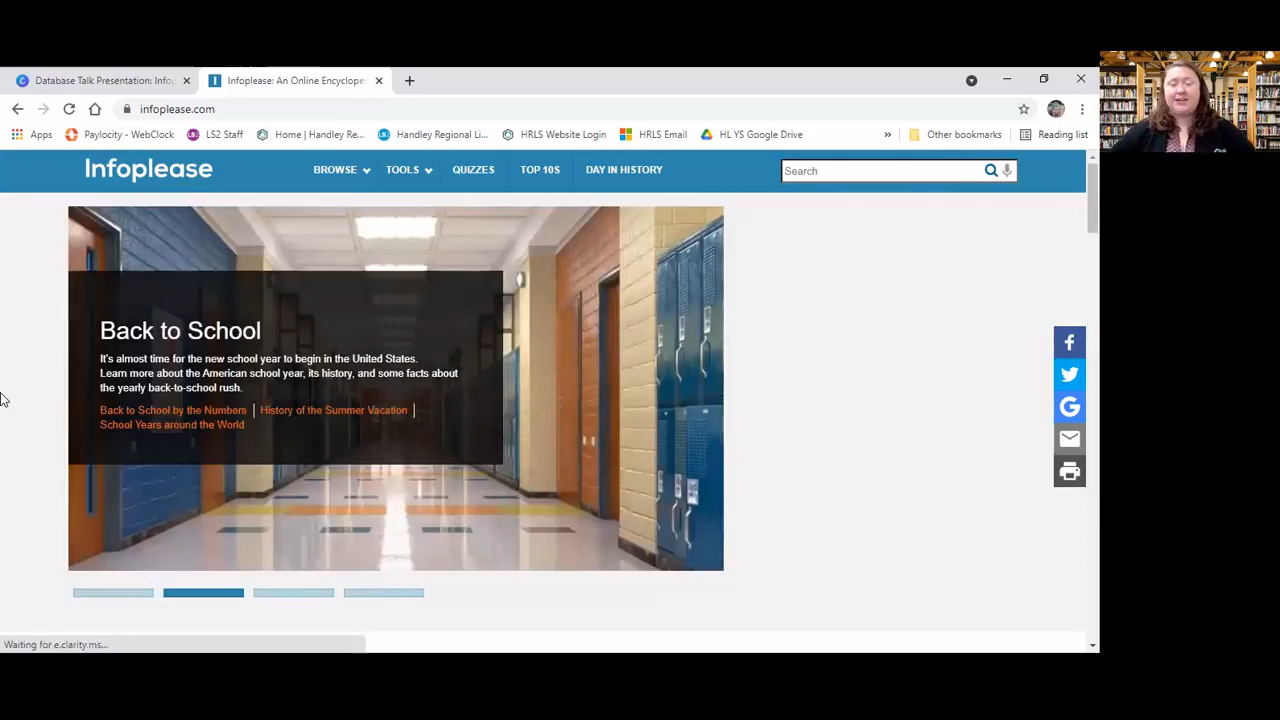 Database Talk Presentation: Infop
Infoplease: An Online Encyclope
infoplease.com
Apps
Paylocity - WebClock
LS2 Staff
Home | Handley Re...
Handley Regional Li...
HRLS Website Login
HRLS Email
HL YS Google Drive
»
Other bookmarks
Reading list
Infoplease
BROWSE
TOOLS
QUIZZES
TOP 10S
DAY IN HISTORY
Search
Back to School
It's almost time for the new school year to begin in the United States.
Learn more about the American school year, its history, and some facts about
the yearly back-to-school rush.
Back to School by the Numbers | History of the Summer Vacation |
School Years around the World
Waiting for e.clarity.ms...